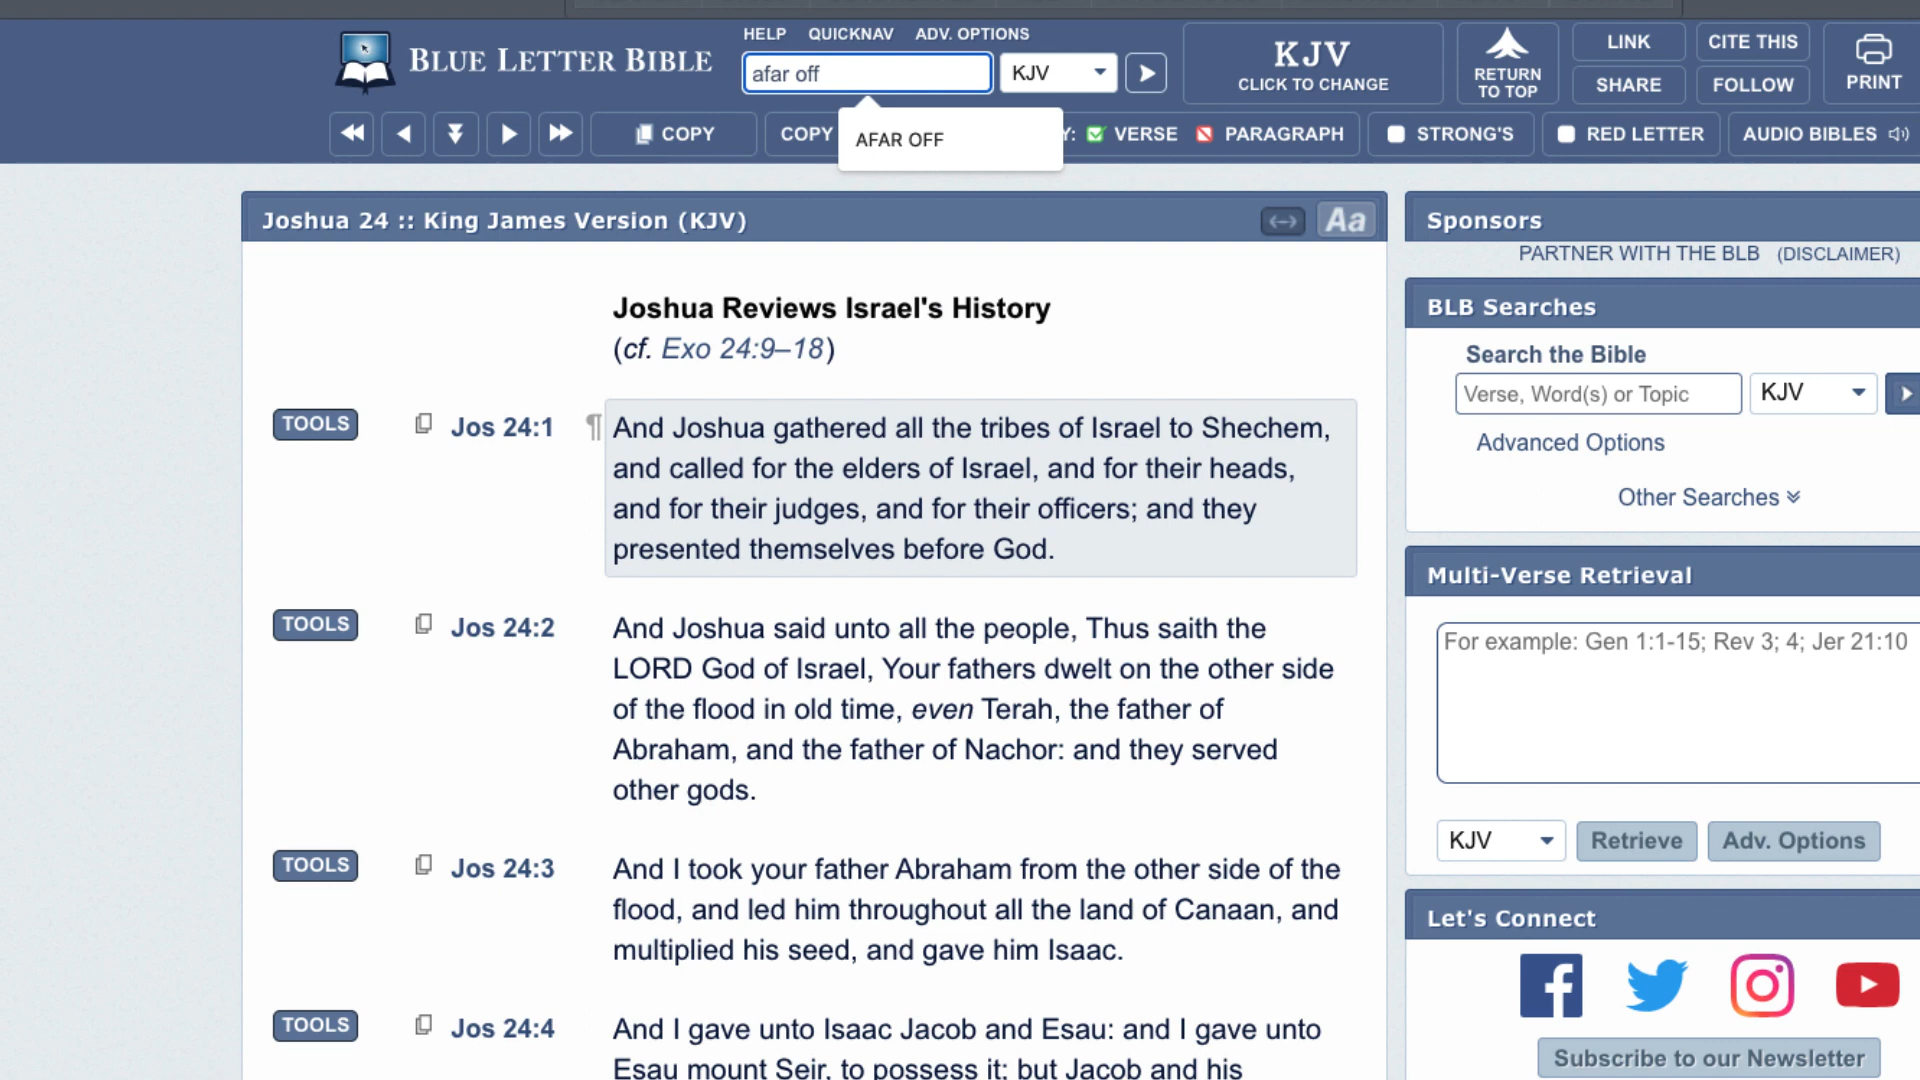 HELP QUICKNAV ADV. OPTIONS
BLUE LETTER BIBLE
afar off
KJV
KJV
CLICK TO CHANGE
RETURN
TO TOP
LINK
CITE THIS
SHARE
FOLLOW
PRINT
COPY
COPY
AFAR OFF
Y:
VERSE
PARAGRAPH
STRONG'S
RED LETTER
AUDIO BIBLES
Joshua 24 :: King James Version (KJV)
Aa
Joshua Reviews Israel's History
(cf. Exo 24:9–18)
TOOLS
Jos 24:1
¶ And Joshua gathered all the tribes of Israel to Shechem,
and called for the elders of Israel, and for their heads,
and for their judges, and for their officers; and they
presented themselves before God.
TOOLS
Jos 24:2
And Joshua said unto all the people, Thus saith the
LORD God of Israel, Your fathers dwelt on the other side
of the flood in old time, even Terah, the father of
Abraham, and the father of Nachor: and they served
other gods.
TOOLS
Jos 24:3
And I took your father Abraham from the other side of the
flood, and led him throughout all the land of Canaan, and
multiplied his seed, and gave him Isaac.
TOOLS
Jos 24:4
And I gave unto Isaac Jacob and Esau: and I gave unto
Esau mount Seir, to possess it; but Jacob and his
Sponsors
PARTNER WITH THE BLB (DISCLAIMER)
BLB Searches
Search the Bible
Verse, Word(s) or Topic
KJV
Advanced Options
Other Searches
Multi-Verse Retrieval
For example: Gen 1:1-15; Rev 3; 4; Jer 21:10
KJV
Retrieve
Adv. Options
Let's Connect
Subscribe to our Newsletter